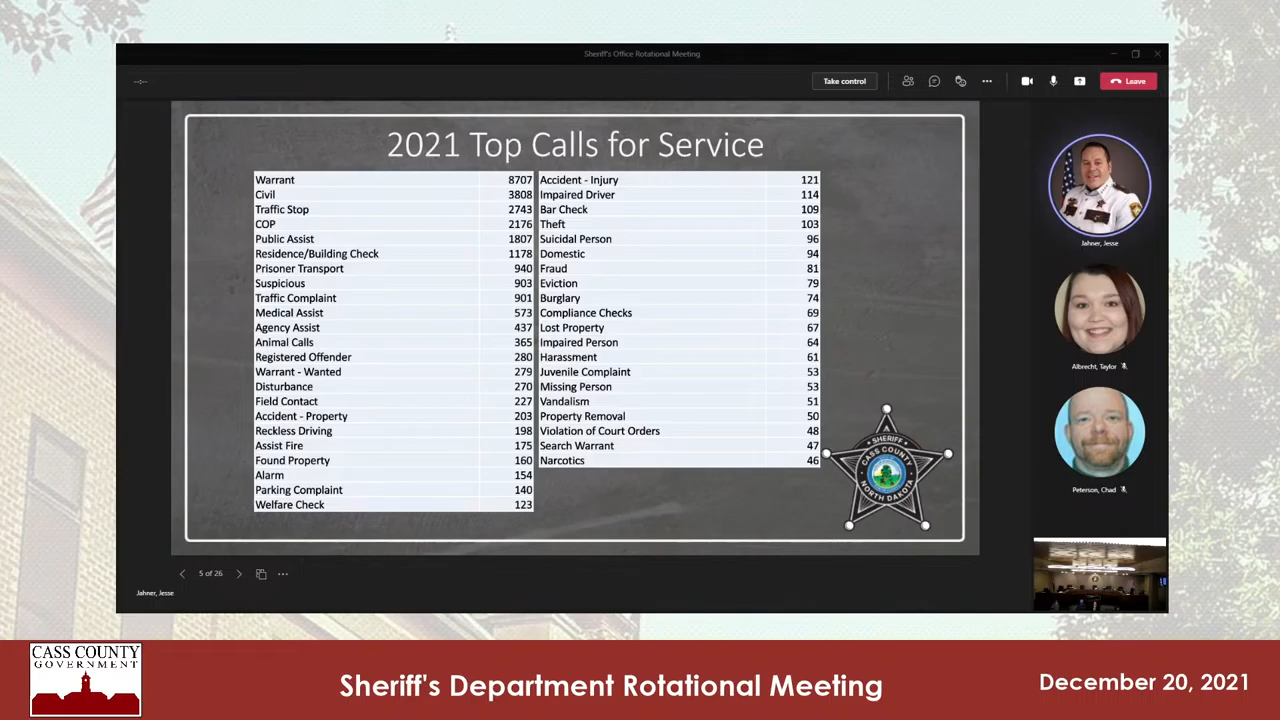 Sheriff's Office Rotational Meeting
--:--
Take control
Leave
2021 Top Calls for Service
Warrant 8707
Civil 3808
Traffic Stop 2743
COP 2176
Public Assist 1807
Residence/Building Check 1178
Prisoner Transport 940
Suspicious 903
Traffic Complaint 901
Medical Assist 573
Agency Assist 437
Animal Calls 365
Registered Offender 280
Warrant - Wanted 279
Disturbance 270
Field Contact 227
Accident - Property 203
Reckless Driving 198
Assist Fire 175
Found Property 160
Alarm 154
Parking Complaint 140
Welfare Check 123
Accident - Injury 121
Impaired Driver 114
Bar Check 109
Theft 103
Suicidal Person 96
Domestic 94
Fraud 81
Eviction 79
Burglary 74
Compliance Checks 69
Lost Property 67
Impaired Person 64
Harassment 61
Juvenile Complaint 53
Missing Person 53
Vandalism 51
Property Removal 50
Violation of Court Orders 48
Search Warrant 47
Narcotics 46
SHERIFF
CASS COUNTY
NORTH DAKOTA
Jahner, Jesse
Albrecht, Taylor
Peterson, Chad
5 of 26
Jahner, Jesse
CASS COUNTY
GOVERNMENT
Sheriff's Department Rotational Meeting
December 20, 2021